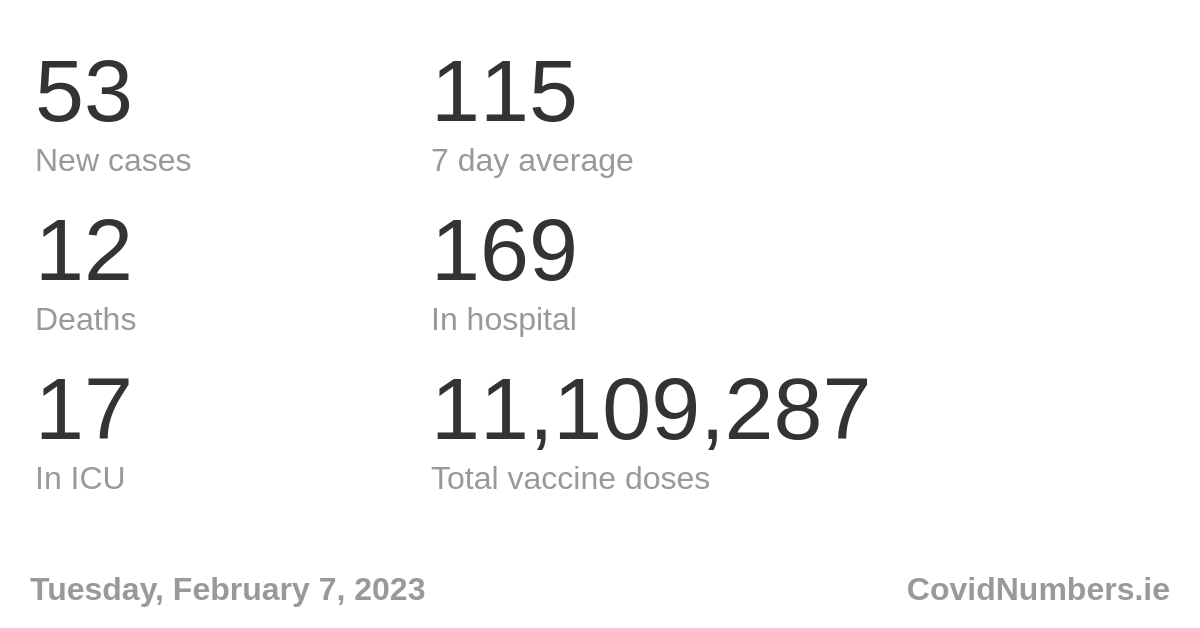 53
115
New cases
7 day average
12
169
Deaths
In hospital
17
11,109,287
In ICU
Total vaccine doses
Tuesday, February 7, 2023
CovidNumbers.ie